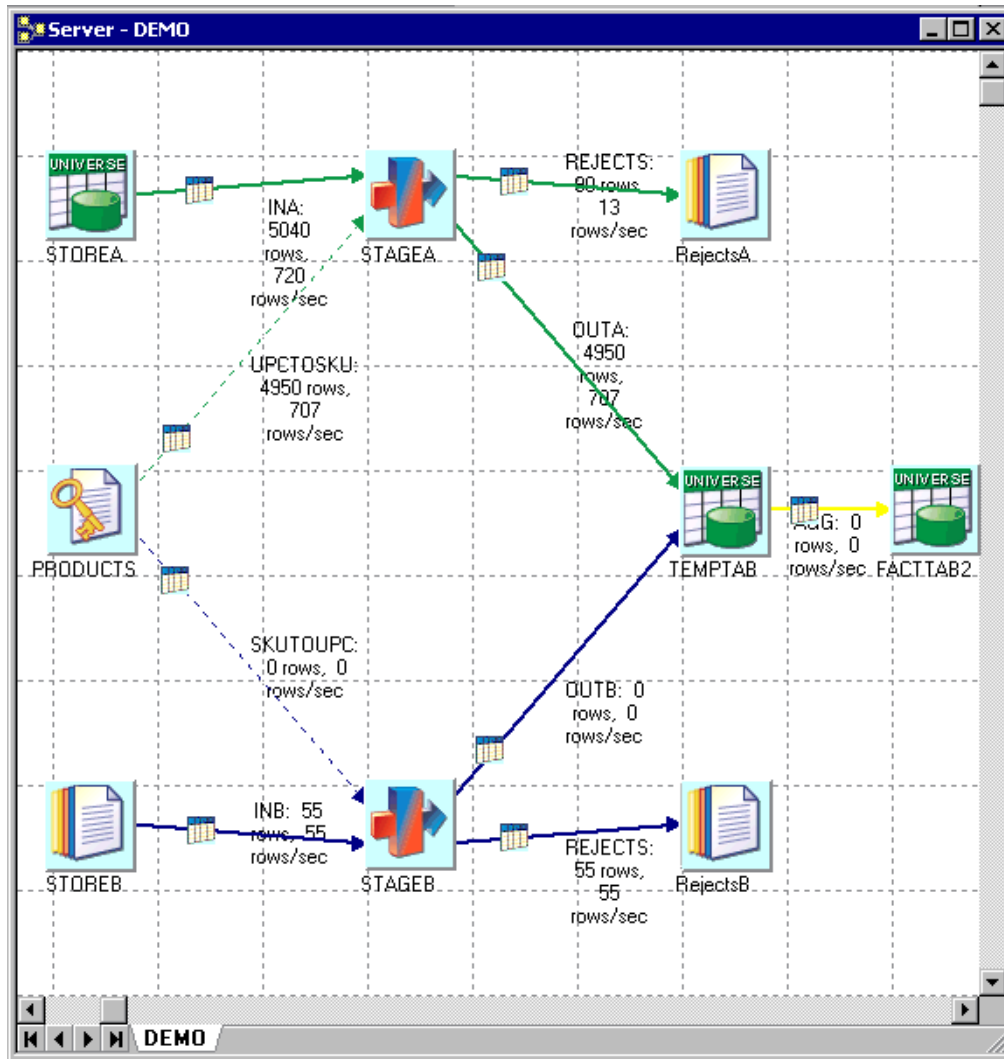 Server - DEMO
UNIVERSE
STOREA
INA:
5040
rows,
720
rows/sec
STAGEA
REJECTS:
90 rows,
13
rows/sec
RejectsA
UPCTOSKU:
4950 rows,
707
rows/sec
OUTA:
4950
rows,
707
rows/sec
PRODUCTS
UNIVERSE
TEMPTAB
AGG: 0
rows, 0
rows/sec
UNIVERSE
FACTTAB2
SKUTOUPC:
0 rows, 0
rows/sec
OUTB: 0
rows, 0
rows/sec
STOREB
INB: 55
rows, 55
rows/sec
STAGEB
REJECTS:
55 rows,
55
rows/sec
RejectsB
DEMO